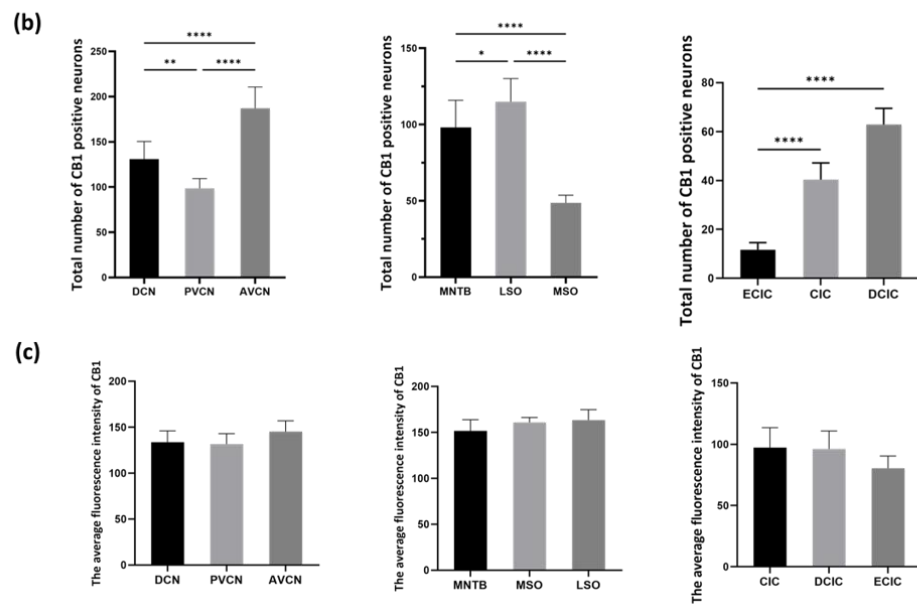 (b)
Total number of CB1 positive neurons
250
200
150
100
50
0
****
**
****
DCN PVCN AVCN
Total number of CB1 positive neurons
150
100
50
0
****
*
****
MNTB LSO MSO
Total number of CB1 positive neurons
80
60
40
20
0
****
****
ECIC CIC DCIC
(c)
The average fluorescence intensity of CB1
200
150
100
50
0
DCN PVCN AVCN
The average fluorescence intensity of CB1
200
150
100
50
0
MNTB MSO LSO
The average fluorescence intensity of CB1
150
100
50
0
CIC DCIC ECIC